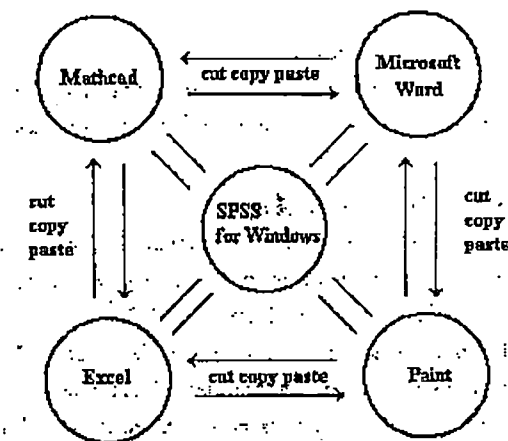 Mathcad
cut copy paste
Microsoft
Word
cut
copy
paste
SPSS
for Windows
cut
copy
paste
Excel
cut copy paste
Paint